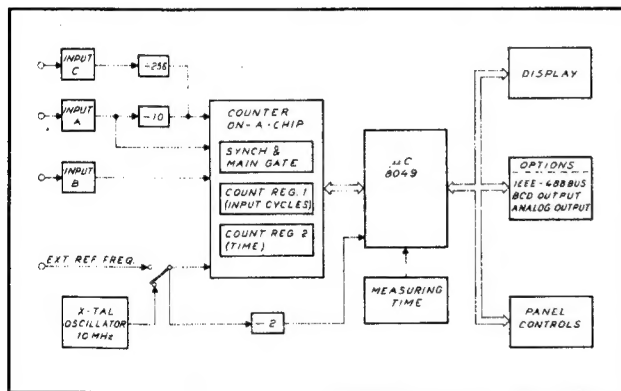 INPUT
C
÷256
INPUT
A
÷10
INPUT
B
COUNTER
ON-A-CHIP
SYNCH &
MAIN GATE
COUNT REG. 1
(INPUT CYCLES)
COUNT REG 2
(TIME)
EXT REF FREQ.
X-TAL
OSCILLATOR
10 MHz
÷2
µC
8049
MEASURING
TIME
DISPLAY
OPTIONS
IEEE-488 BUS
BCD OUTPUT
ANALOG OUTPUT
PANEL
CONTROLS